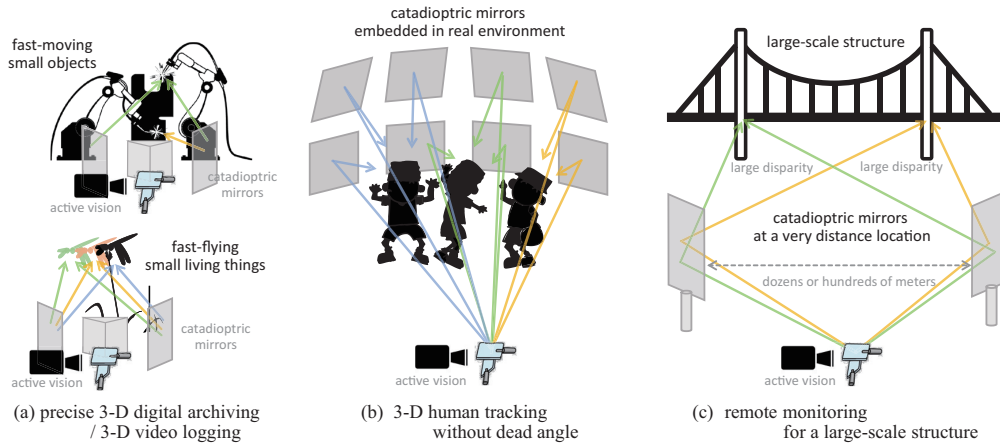 fast-moving
small objects
catadioptric
mirrors
active vision
fast-flying
small living things
catadioptric
mirrors
active vision
(a) precise 3-D digital archiving
/ 3-D video logging
catadioptric mirrors
embedded in real environment
active vision
(b) 3-D human tracking
without dead angle
large-scale structure
large disparity
large disparity
catadioptric mirrors
at a very distance location
dozens or hundreds of meters
active vision
(c) remote monitoring
for a large-scale structure